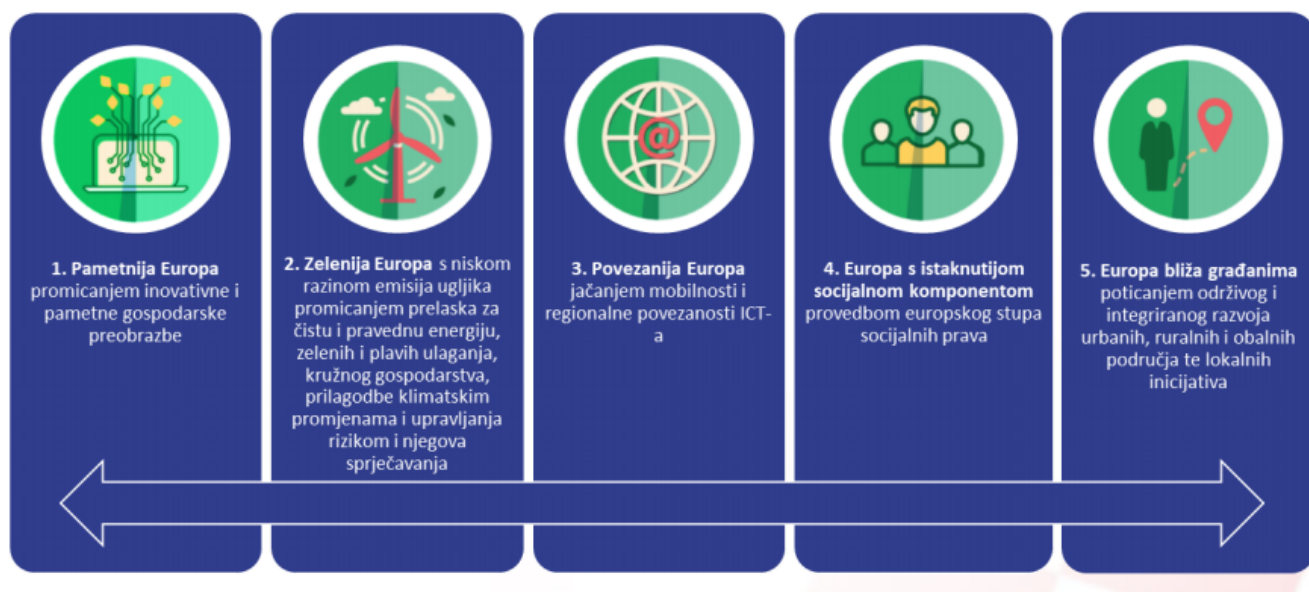 1. Pametnija Europa
promicanjem inovativne i
pametne gospodarske
preobrazbe
2. Zelenija Europa s niskom
razinom emisija ugljika
promicanjem prelaska za
čistu i pravednu energiju,
zelenih i plavih ulaganja,
kružnog gospodarstva,
prilagodbe klimatskim
promjenama i upravljanja
rizikom i njegova
sprječavanja
@
3. Povezanija Europa
jačanjem mobilnosti i
regionalne povezanosti ICT-
a
4. Europa s istaknutijom
socijalnom komponentom
provedbom europskog stupa
socijalnih prava
5. Europa bliža građanima
poticanjem održivog i
integriranog razvoja
urbanih, ruralnih i obalnih
područja te lokalnih
inicijativa